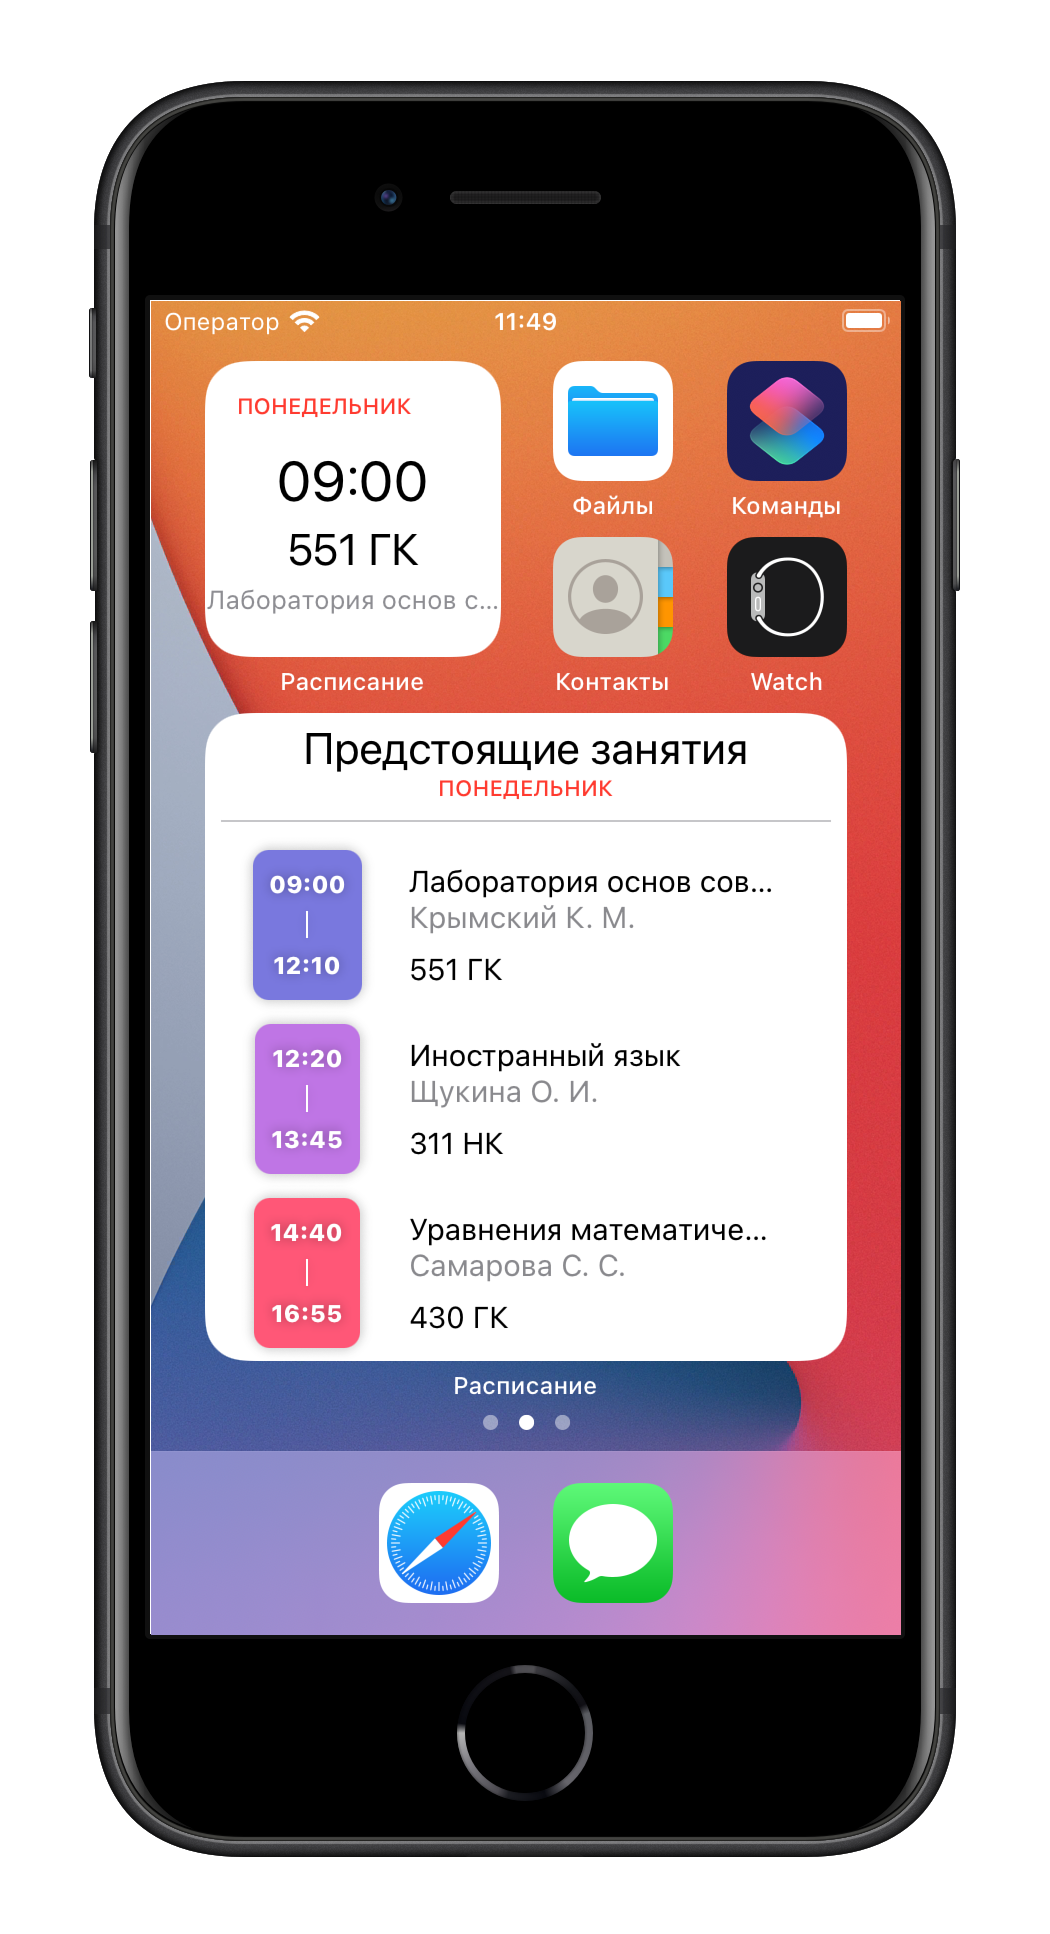 Оператор
11:49
ПОНЕДЕЛЬНИК
09:00
551 ГК
Лаборатория основ с...
Расписание
Файлы
Команды
Контакты
Watch
Предстоящие занятия
ПОНЕДЕЛЬНИК
09:00
12:10
Лаборатория основ сов...
Крымский К. М.
551 ГК
12:20
13:45
Иностранный язык
Щукина О. И.
311 НК
14:40
16:55
Уравнения математиче...
Самарова С. С.
430 ГК
Расписание